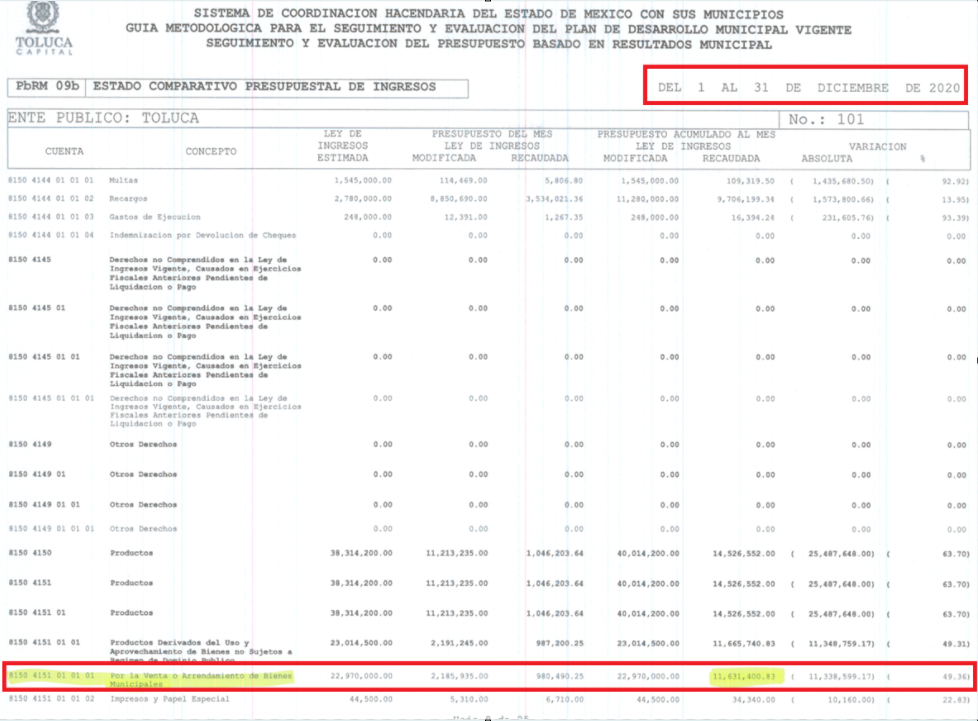 TOLUCA
CAPITAL
SISTEMA DE COORDINACION HACENDARIA DEL ESTADO DE MEXICO CON SUS MUNICIPIOS
GUIA METODOLOGICA PARA EL SEGUIMIENTO Y EVALUACION DEL PLAN DE DESARROLLO MUNICIPAL VIGENTE
SEGUIMIENTO Y EVALUACION DEL PRESUPUESTO BASADO EN RESULTADOS MUNICIPAL
PbRM 09b ESTADO COMPARATIVO PRESUPUESTAL DE INGRESOS DEL 1 AL 31 DE DICIEMBRE DE 2020
ENTE PUBLICO: TOLUCA No.: 101
CUENTA CONCEPTO LEY DE INGRESOS ESTIMADA PRESUPUESTO DEL MES LEY DE INGRESOS MODIFICADA RECAUDADA PRESUPUESTO ACUMULADO AL MES LEY DE INGRESOS MODIFICADA RECAUDADA VARIACION ABSOLUTA %
8150 4144 01 01 01 Multas 1,545,000.00 114,469.00 5,806.80 1,545,000.00 109,319.50 ( 1,435,680.50) ( 92.92)
8150 4144 01 01 02 Recargos 2,780,000.00 8,850,690.00 3,534,021.36 11,280,000.00 9,706,199.34 ( 1,573,800.66) ( 13.95)
8150 4144 01 01 03 Gastos de Ejecucion 248,000.00 12,391.00 1,267.35 248,000.00 16,394.24 ( 231,605.76) ( 93.39)
8150 4144 01 01 04 Indemnizacion por Devolucion de Cheques 0.00 0.00 0.00 0.00 0.00 0.00 0.00
8150 4145 Derechos no Comprendidos en la Ley de 0.00 0.00 0.00 0.00 0.00 0.00 0.00
Ingresos Vigente, Causados en Ejercicios
Fiscales Anteriores Pendientes de
Liquidacion o Pago
8150 4145 01 Derechos no Comprendidos en la Ley de 0.00 0.00 0.00 0.00 0.00 0.00 0.00
Ingresos Vigente, Causados en Ejercicios
Fiscales Anteriores Pendientes de
Liquidacion o Pago
8150 4145 01 01 Derechos no Comprendidos en la Ley de 0.00 0.00 0.00 0.00 0.00 0.00 0.00
Ingresos Vigente, Causados en Ejercicios
Fiscales Anteriores Pendientes de
Liquidacion o Pago
8150 4145 01 01 01 Derechos no Comprendidos en la Ley de 0.00 0.00 0.00 0.00 0.00 0.00 0.00
Ingresos Vigente, Causados en Ejercicios
Fiscales Anteriores Pendientes de
Liquidacion o Pago
8150 4149 Otros Derechos 0.00 0.00 0.00 0.00 0.00 0.00 0.00
8150 4149 01 Otros Derechos 0.00 0.00 0.00 0.00 0.00 0.00 0.00
8150 4149 01 01 Otros Derechos 0.00 0.00 0.00 0.00 0.00 0.00 0.00
8150 4149 01 01 01 Otros Derechos 0.00 0.00 0.00 0.00 0.00 0.00 0.00
8150 4150 Productos 38,314,200.00 11,213,235.00 1,046,203.64 40,014,200.00 14,526,552.00 ( 25,487,648.00) ( 63.70)
8150 4151 Productos 38,314,200.00 11,213,235.00 1,046,203.64 40,014,200.00 14,526,552.00 ( 25,487,648.00) ( 63.70)
8150 4151 01 Productos 38,314,200.00 11,213,235.00 1,046,203.64 40,014,200.00 14,526,552.00 ( 25,487,648.00) ( 63.70)
8150 4151 01 01 Productos Derivados del Uso y 23,014,500.00 2,191,245.00 987,200.25 23,014,500.00 11,665,740.83 ( 11,348,759.17) ( 49.31)
Aprovechamiento de Bienes no Sujetos a
Regimen de Dominio Publico
8150 4151 01 01 01 Por la Venta o Arrendamiento de Bienes 22,970,000.00 2,185,935.00 980,490.25 22,970,000.00 11,631,400.83 ( 11,338,599.17) ( 49.36)
Municipales
8150 4151 01 01 02 Impresos y Papel Especial 44,500.00 5,310.00 6,710.00 44,500.00 34,340.00 ( 10,160.00) ( 22.83)